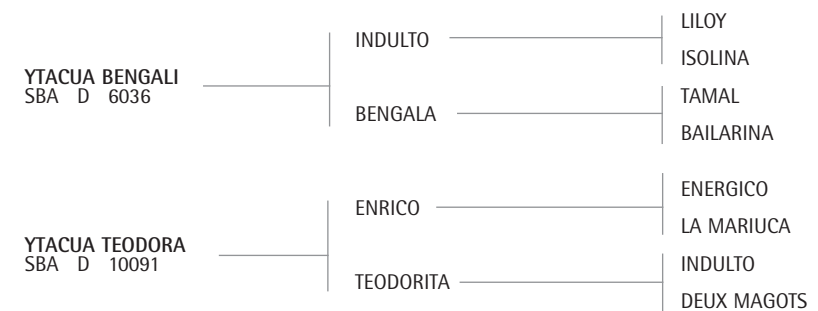 YTACUA BENGALI
SBA D 6036
INDULTO
LILOY
ISOLINA
BENGALA
TAMAL
BAILARINA
YTACUA TEODORA
SBA D 10091
ENRICO
ENERGICO
LA MARIUCA
TEODORITA
INDULTO
DEUX MAGOTS